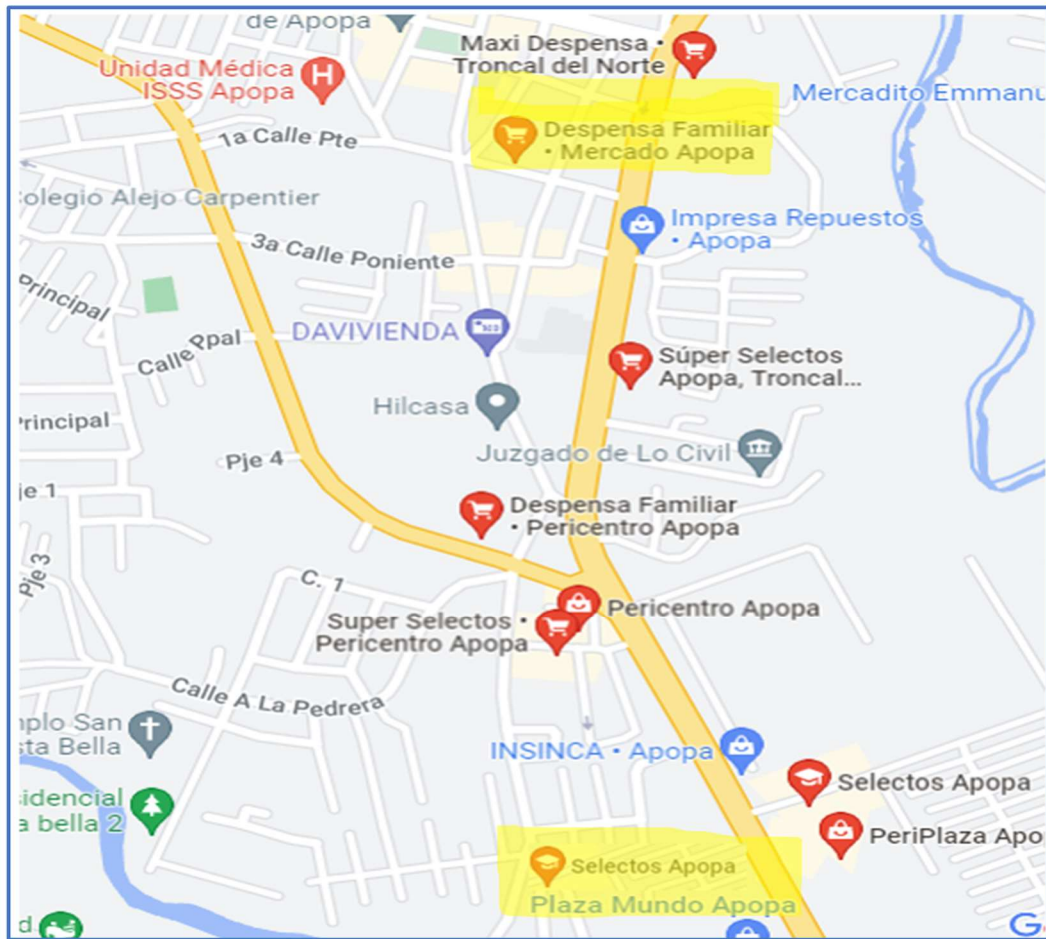 de Apopa
Maxi Despensa •
Troncal del Norte
Unidad Médica
ISSS Apopa
Mercadito Emmanu
Despensa Familiar
• Mercado Apopa
1a Calle Pte
olegio Alejo Carpentier
Impresa Repuestos
• Apopa
3a Calle Poniente
Principal
DAVIVIENDA
Calle Ppal
Súper Selectos
Apopa, Troncal...
Hilcasa
Principal
Juzgado de Lo Civil
Pje 4
je 1
Despensa Familiar
• Pericentro Apopa
Pje 3
C. 1
Pericentro Apopa
Super Selectos •
Pericentro Apopa
Calle A La Pedrera
mplo San
sta Bella
INSINCA • Apopa
Selectos Apopa
sidencial
a bella 2
PeriPlaza Apo
Selectos Apopa
Plaza Mundo Apopa
d
Go